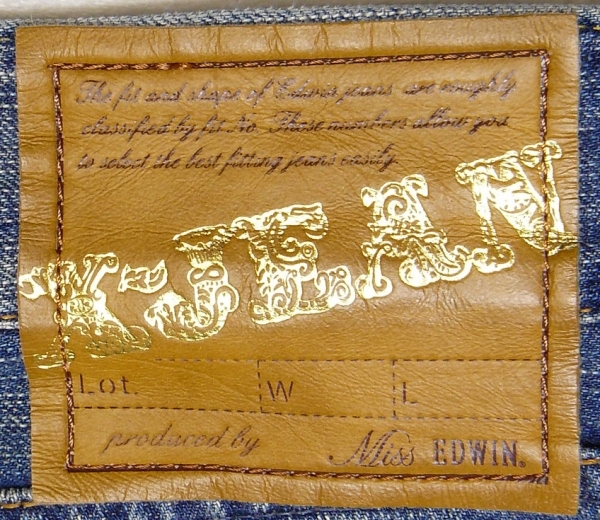 The fit and shape of Edwin jeans are roughly
classified by fit No. These numbers allow you
to select the best fitting jeans easily.
X-JEAN
Lot. W L
produced by Miss EDWIN.